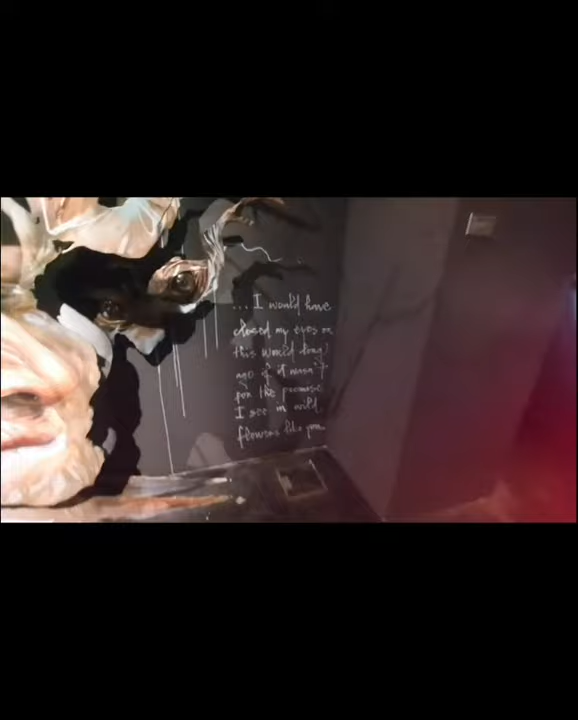 ... I would have
closed my eyes on
this world long
ago if it wasn't
for the promise
I see in wild
flowers like you